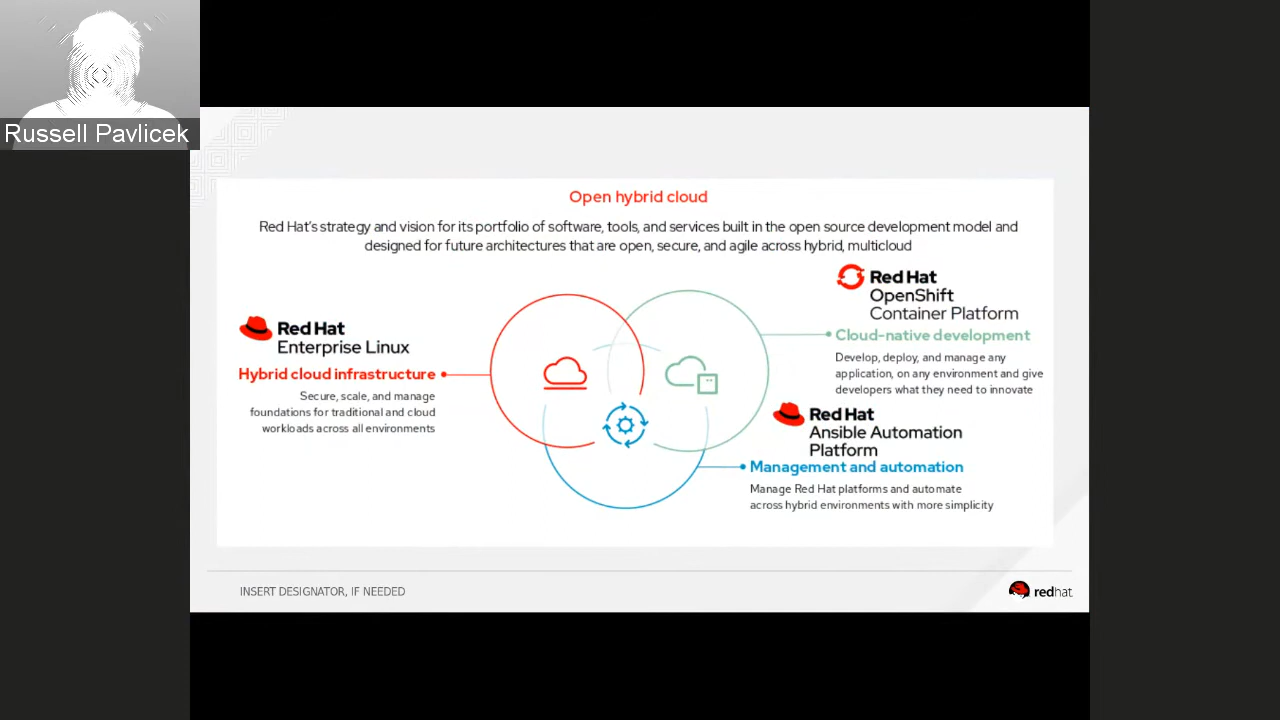 Russell Pavlicek
Open hybrid cloud
Red Hat's strategy and vision for its portfolio of software, tools, and services built in the open source development model and
designed for future architectures that are open, secure, and agile across hybrid, multicloud
Red Hat
Enterprise Linux
Hybrid cloud infrastructure
Secure, scale, and manage
foundations for traditional and cloud
workloads across all environments
Red Hat
OpenShift
Container Platform
Cloud-native development
Develop, deploy, and manage any
application, on any environment and give
developers what they need to innovate
Red Hat
Ansible Automation
Platform
Management and automation
Manage Red Hat platforms and automate
across hybrid environments with more simplicity
INSERT DESIGNATOR, IF NEEDED
redhat